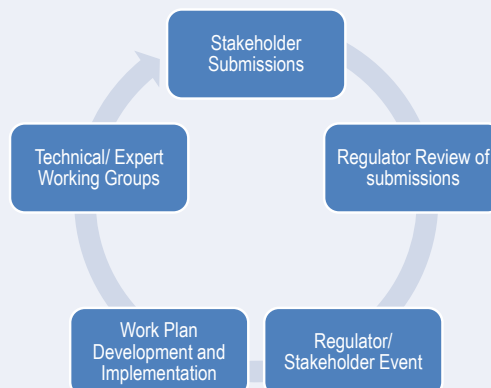 Stakeholder
Submissions
Regulator Review of
submissions
Regulator/
Stakeholder Event
Work Plan
Development and
Implementation
Technical/ Expert
Working Groups